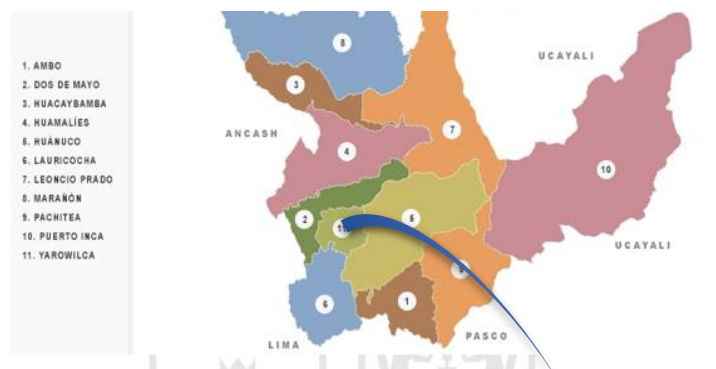 1. AMBO
2. DOS DE MAYO
3. HUACAYBAMBA
4. HUAMALÍES
5. HUÁNUCO
6. LAURICOCHA
7. LEONCIO PRADO
8. MARAÑÓN
9. PACHITEA
10. PUERTO INCA
11. YAROWILCA
8
UCAYALI
3
ANCASH
7
4
10
2
5
11
UCAYALI
9
6
1
PASCO
LIMA